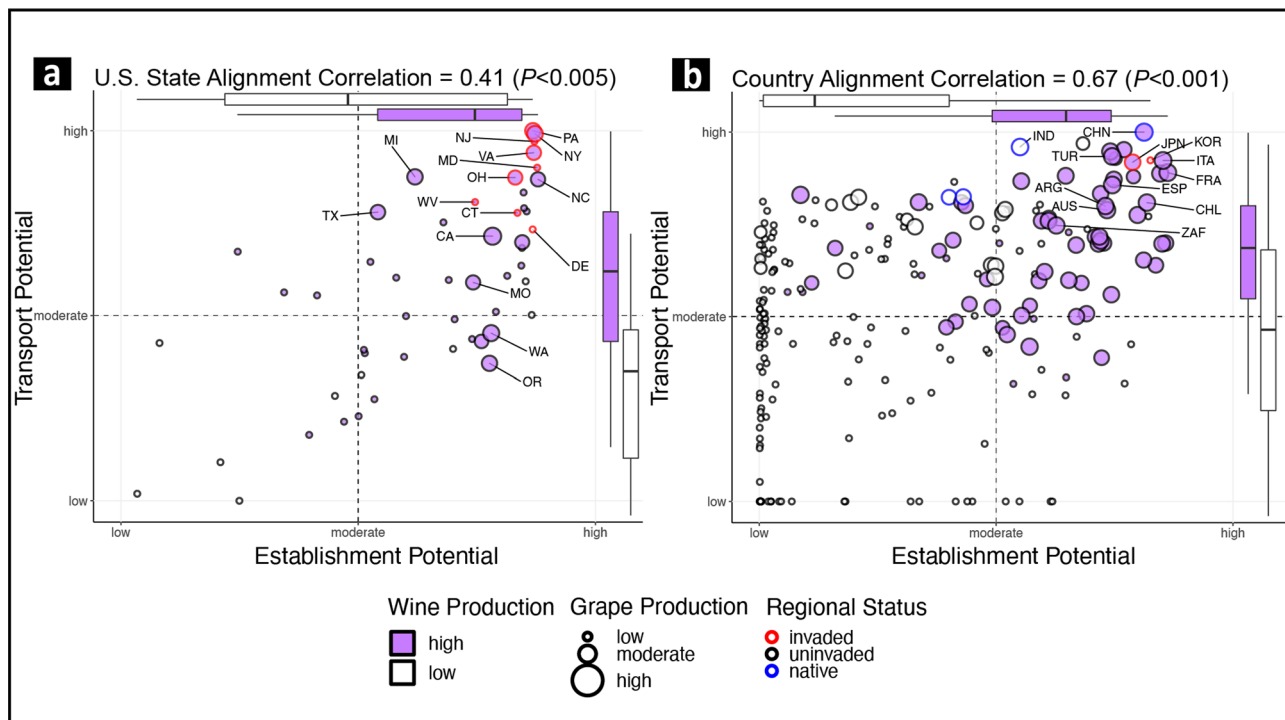 a U.S. State Alignment Correlation = 0.41 (P<0.005)
Transport Potential
high
moderate
low
MI
NJ
PA
VA
NY
MD
OH
NC
WV
TX
CT
CA
DE
MO
WA
OR
low
moderate
high
Establishment Potential
b Country Alignment Correlation = 0.67 (P<0.001)
Transport Potential
high
moderate
low
IND
CHN
JPN
KOR
TUR
ITA
FRA
ARG
ESP
AUS
CHL
ZAF
low
moderate
high
Establishment Potential
Wine Production
high
low
Grape Production
low
moderate
high
Regional Status
invaded
uninvaded
native